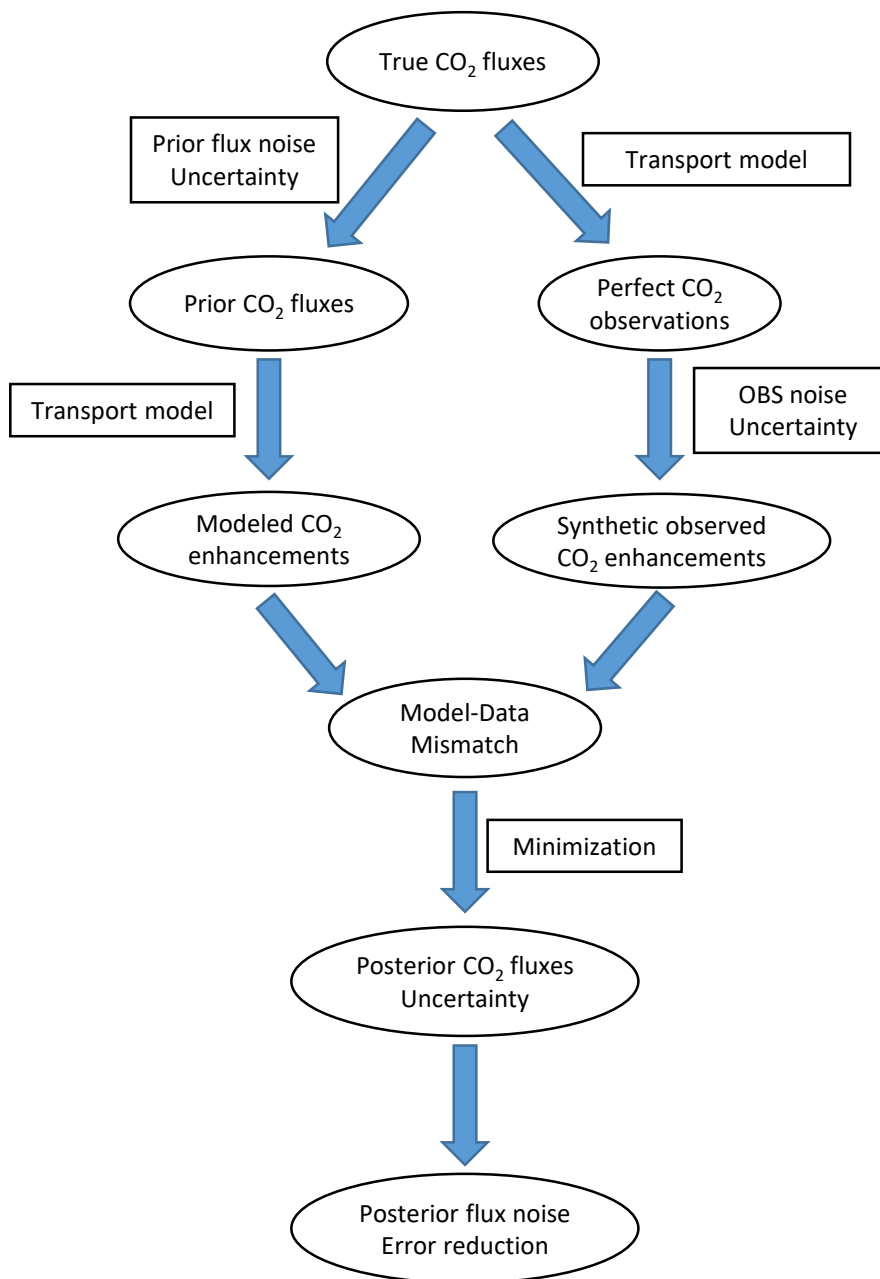 True CO₂ fluxes
Prior flux noise
Uncertainty
Transport model
Prior CO₂ fluxes
Perfect CO₂
observations
Transport model
OBS noise
Uncertainty
Modeled CO₂
enhancements
Synthetic observed
CO₂ enhancements
Model-Data
Mismatch
Minimization
Posterior CO₂ fluxes
Uncertainty
Posterior flux noise
Error reduction